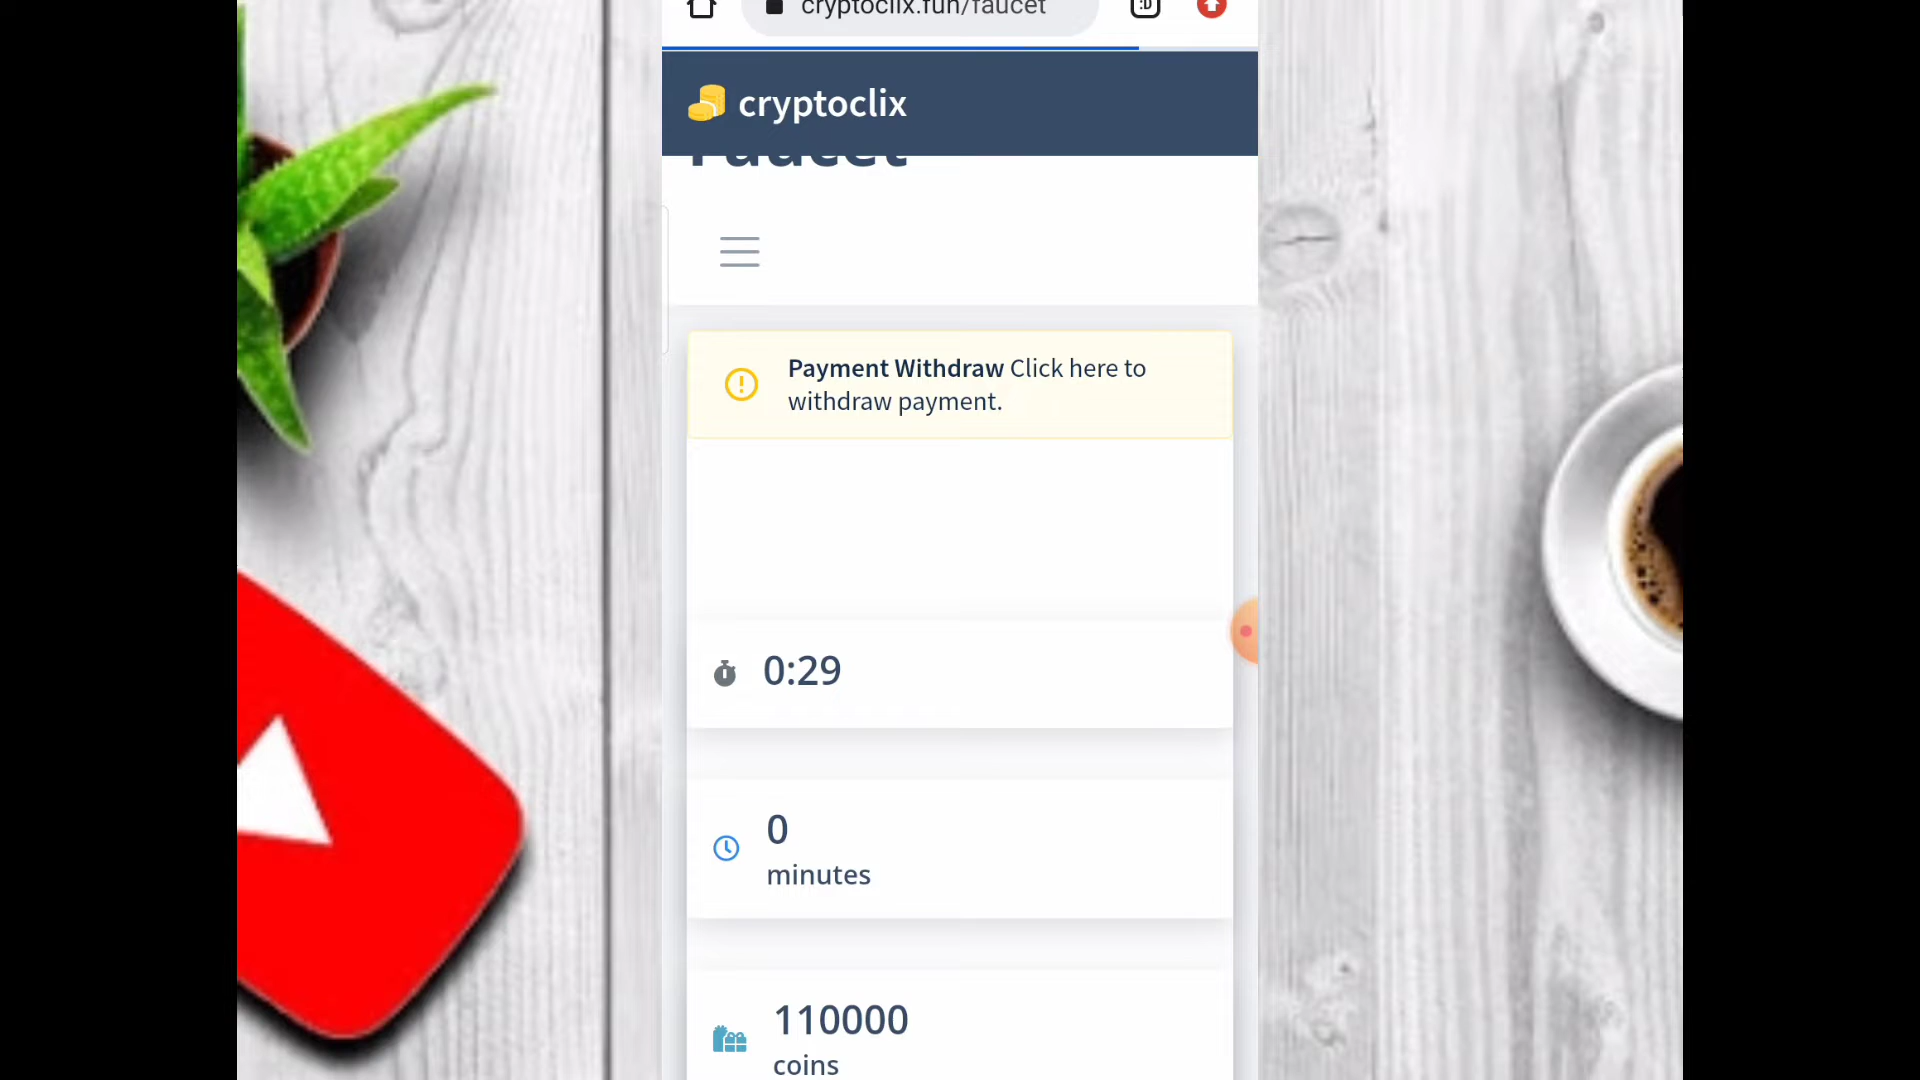 cryptoclix.fun/faucet
:D
cryptoclix
Faucet
Payment Withdraw Click here to
withdraw payment.
0:29
0
minutes
110000
coins